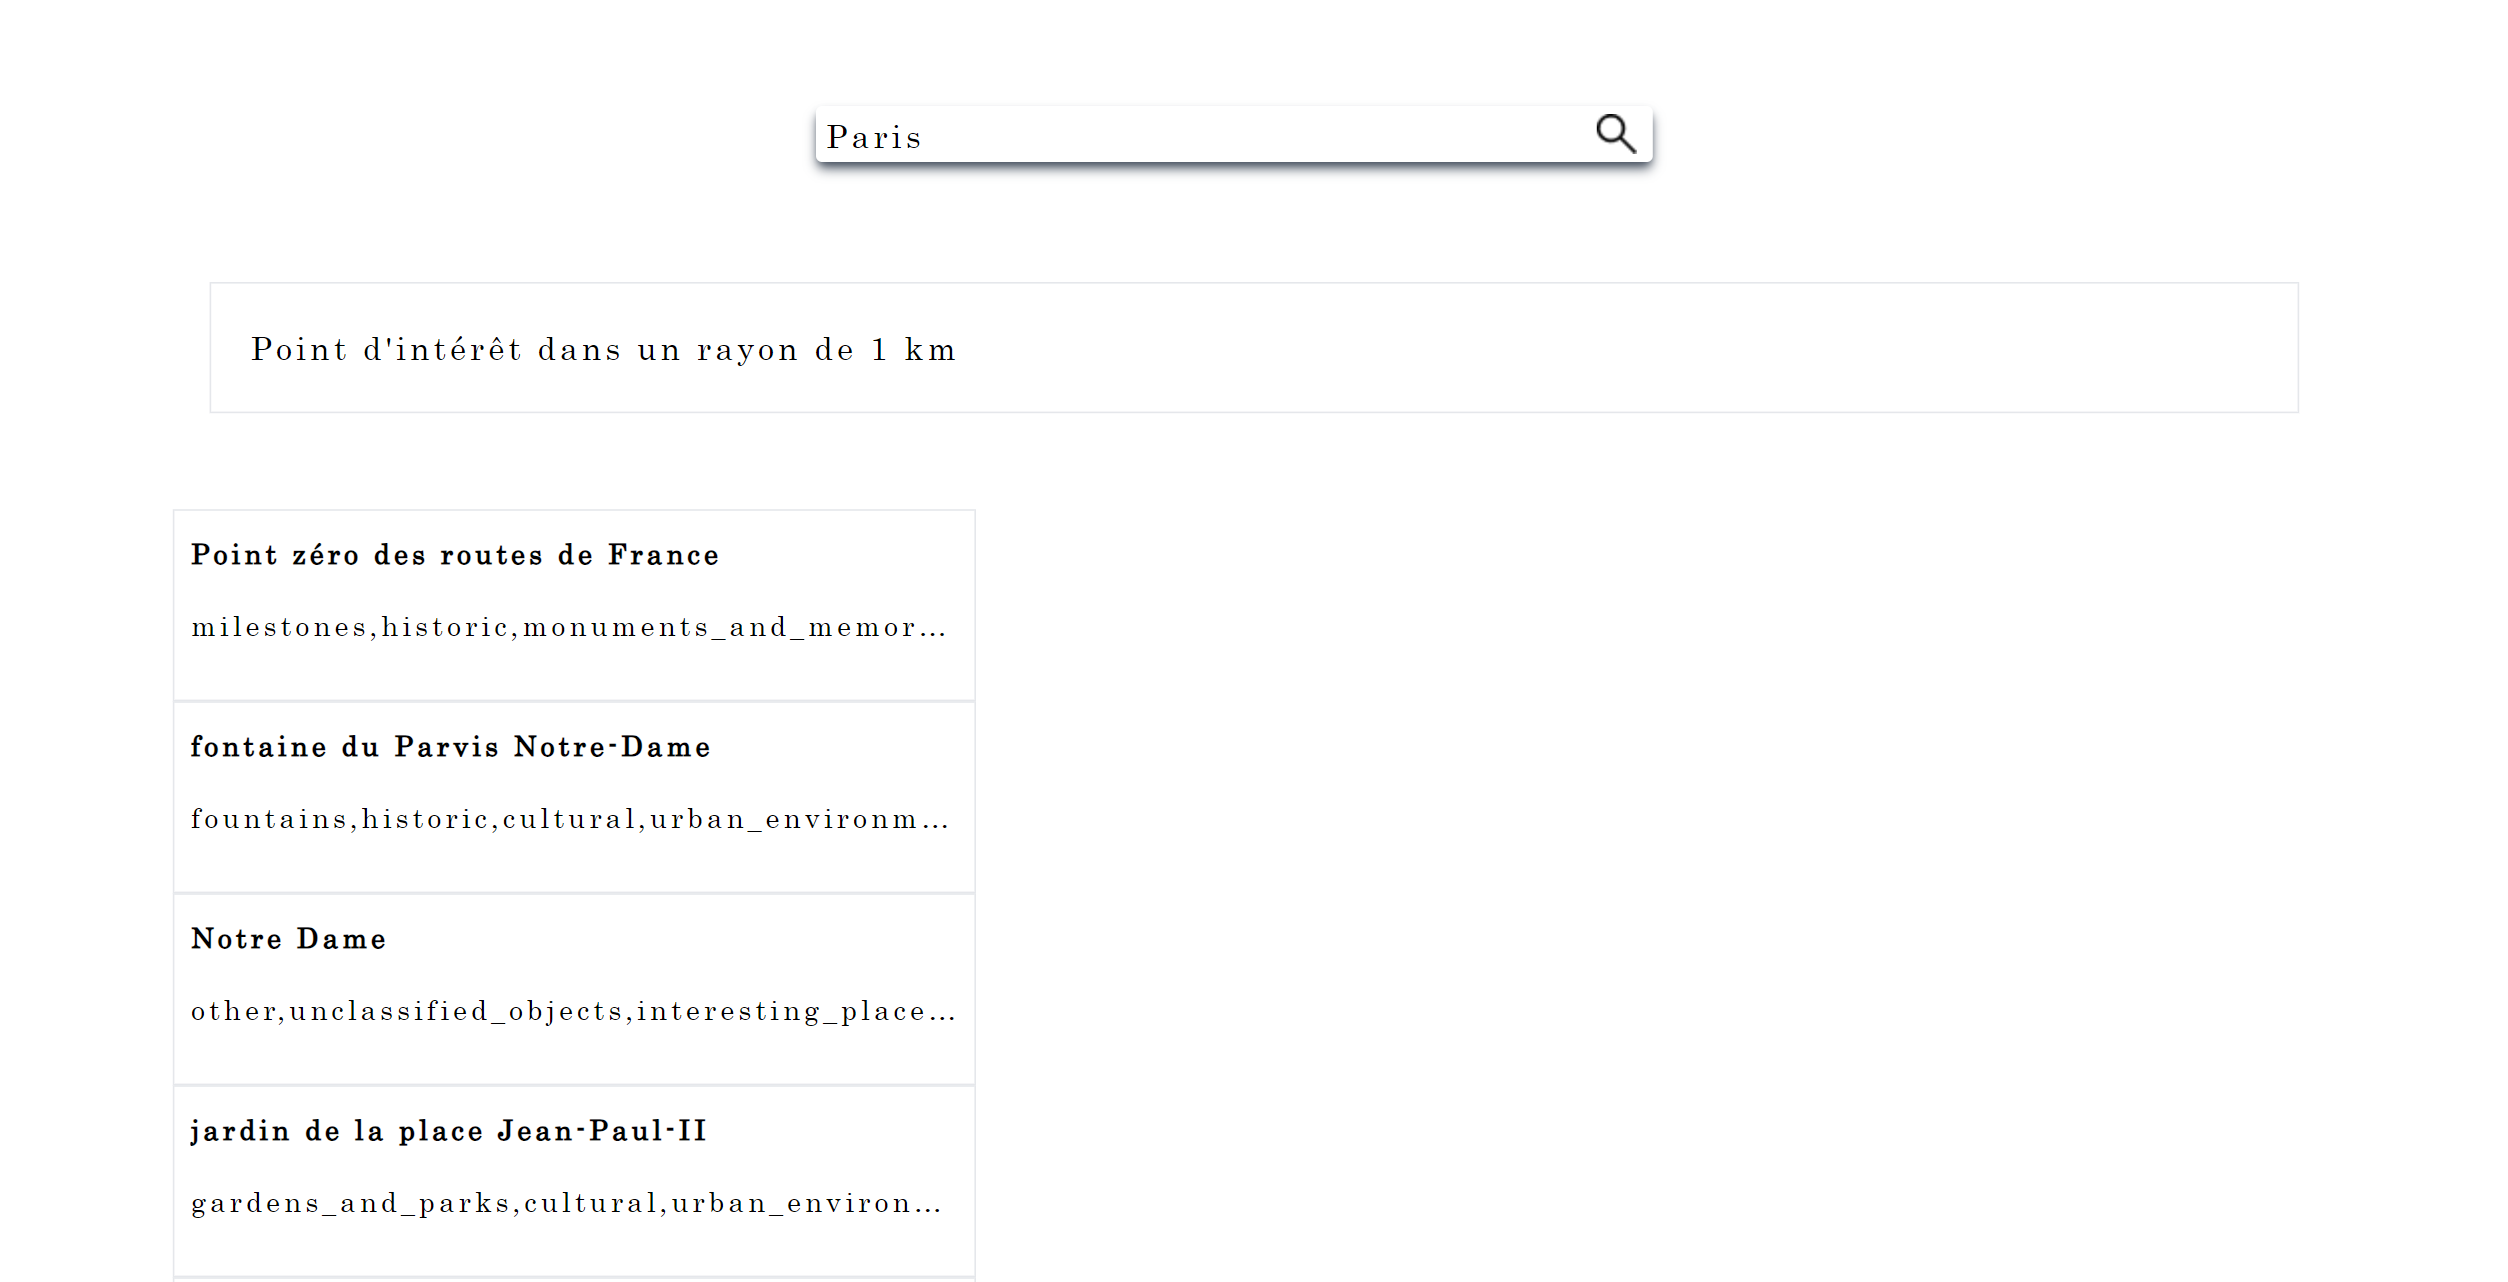 Paris
Point d'intérêt dans un rayon de 1 km
Point zéro des routes de France
milestones,historic,monuments_and_memor...
fontaine du Parvis Notre-Dame
fountains,historic,cultural,urban_environm...
Notre Dame
other,unclassified_objects,interesting_place...
jardin de la place Jean-Paul-II
gardens_and_parks,cultural,urban_environ...